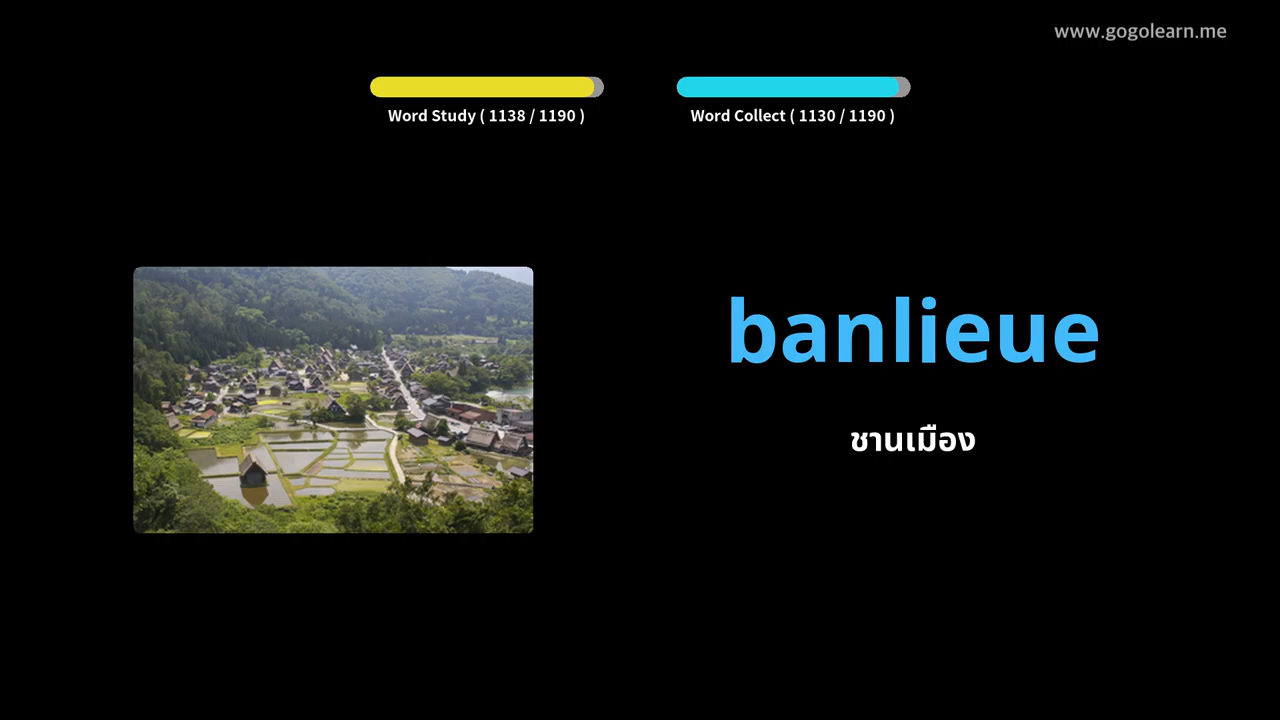 www.gogolearn.me
Word Study ( 1138 / 1190 )
Word Collect ( 1130 / 1190 )
banlieue
ชานเมือง